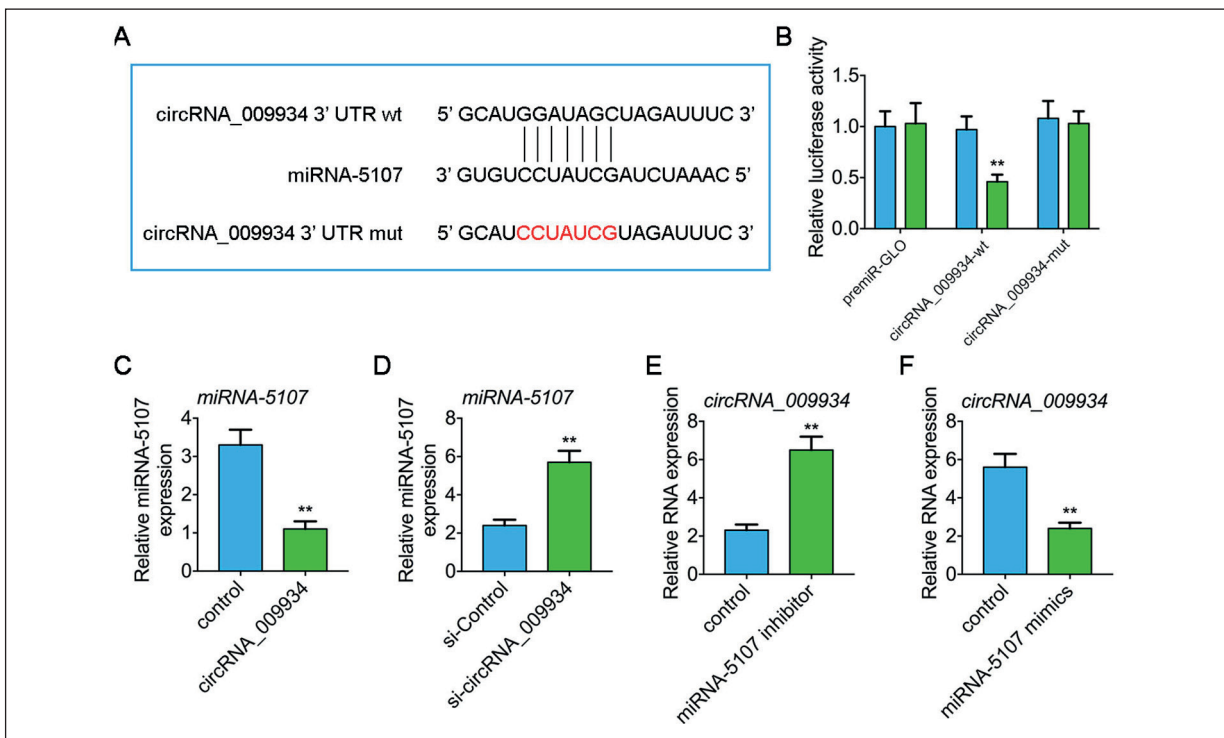 A
circRNA_009934 3’ UTR wt 5’ GCAUGGAUAGCUAGAUUUC 3’
miRNA-5107 3’ GUGUCCUAUCGAUCUAAAC 5’
circRNA_009934 3’ UTR mut 5’ GCAUCCUAUCGUAGAUUUC 3’
B
Relative luciferase activity
1.5
1.0
0.5
0.0
**
premiR-GLO
circRNA_009934-wt
circRNA_009934-mut
C
miRNA-5107
Relative miRNA-5107
expression
4
3
2
1
0
**
control
circRNA_009934
D
miRNA-5107
Relative miRNA-5107
expression
8
6
4
2
0
**
si-Control
si-circRNA_009934
E
circRNA_009934
Relative RNA expression
8
6
4
2
0
**
control
miRNA-5107 inhibitor
F
circRNA_009934
Relative RNA expression
8
6
4
2
0
**
control
miRNA-5107 mimics